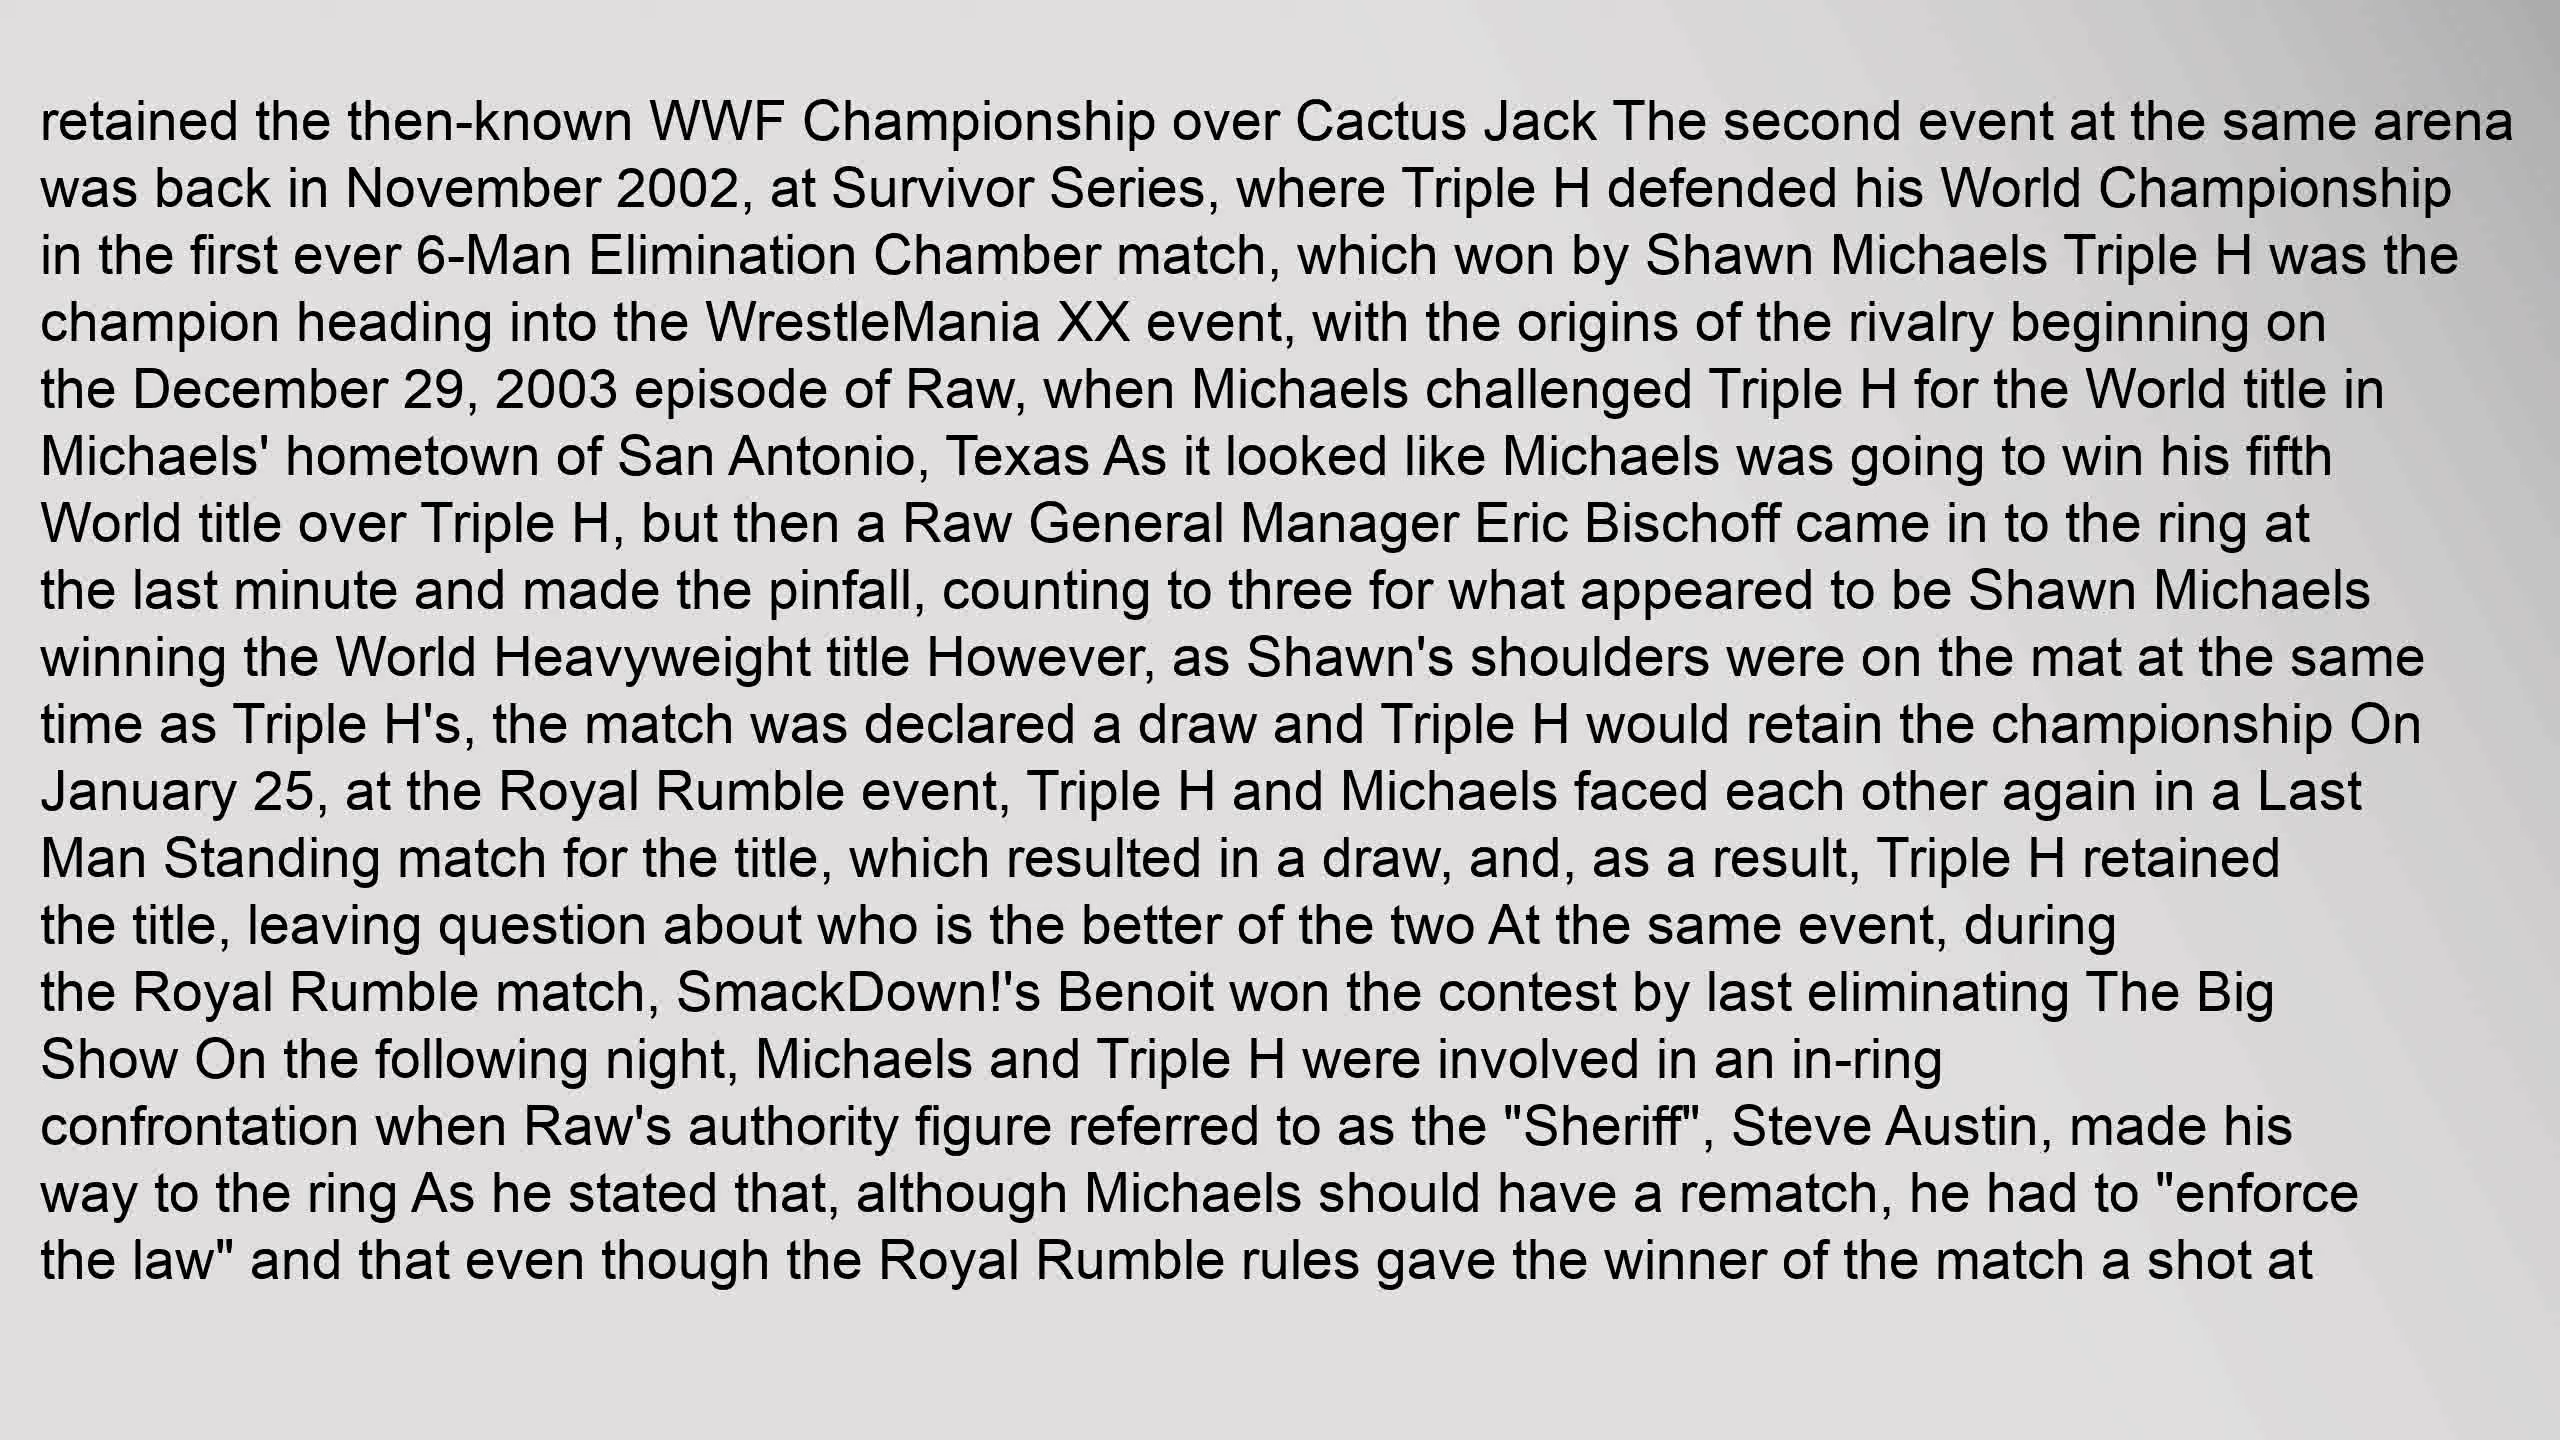 retained the then-known WWF Championship over Cactus Jack The second event at the same arena
was back in November 2002, at Survivor Series, where Triple H defended his World Championship
in the first ever 6-Man Elimination Chamber match, which won by Shawn Michaels Triple H was the
champion heading into the WrestleMania XX event, with the origins of the rivalry beginning on
the December 29, 2003 episode of Raw, when Michaels challenged Triple H for the World title in
Michaels' hometown of San Antonio, Texas As it looked like Michaels was going to win his fifth
World title over Triple H, but then a Raw General Manager Eric Bischoff came in to the ring at
the last minute and made the pinfall, counting to three for what appeared to be Shawn Michaels
winning the World Heavyweight title However, as Shawn's shoulders were on the mat at the same
time as Triple H's, the match was declared a draw and Triple H would retain the championship On
January 25, at the Royal Rumble event, Triple H and Michaels faced each other again in a Last
Man Standing match for the title, which resulted in a draw, and, as a result, Triple H retained
the title, leaving question about who is the better of the two At the same event, during
the Royal Rumble match, SmackDown!'s Benoit won the contest by last eliminating The Big
Show On the following night, Michaels and Triple H were involved in an in-ring
confrontation when Raw's authority figure referred to as the "Sheriff", Steve Austin, made his
way to the ring As he stated that, although Michaels should have a rematch, he had to "enforce
the law" and that even though the Royal Rumble rules gave the winner of the match a shot at